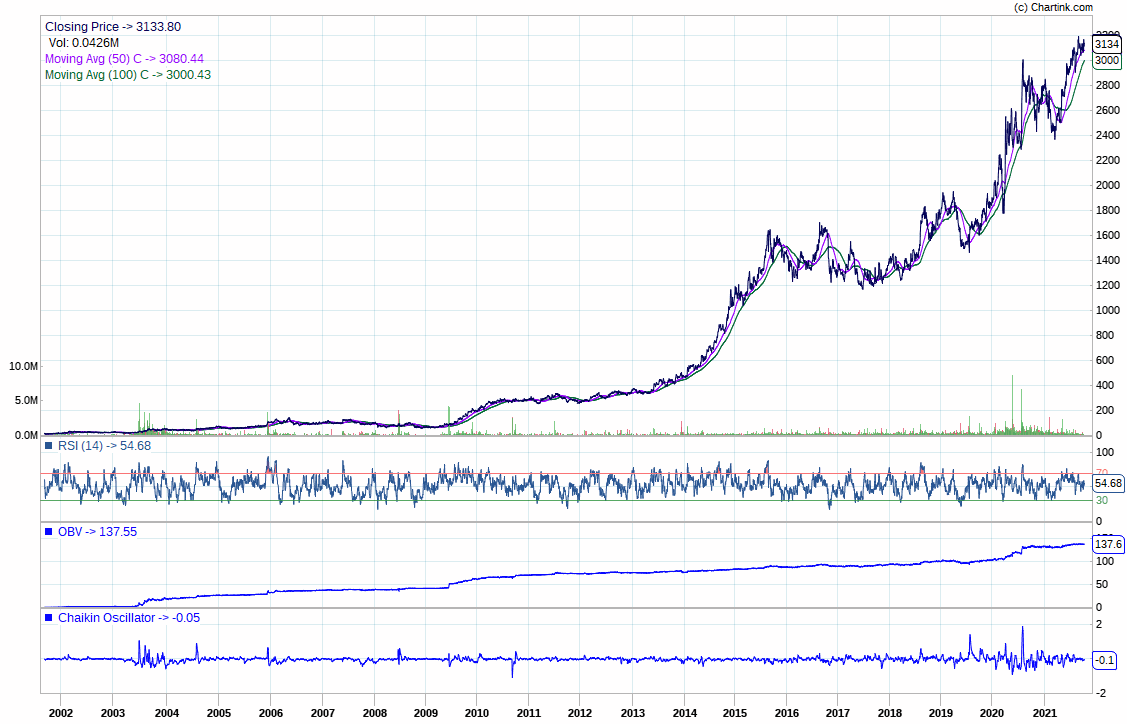 (c) Chartink.com
Closing Price -> 3133.80
Vol: 0.0426M
Moving Avg (50) C -> 3080.44
Moving Avg (100) C -> 3000.43
3134
3000
2800
2600
2400
2200
2000
1800
1600
1400
1200
1000
800
600
400
200
0
10.0M
5.0M
0.0M
RSI (14) -> 54.68
100
70
54.68
30
0
OBV -> 137.55
137.6
100
50
0
Chaikin Oscillator -> -0.05
2
-0.1
-2
2002 2003 2004 2005 2006 2007 2008 2009 2010 2011 2012 2013 2014 2015 2016 2017 2018 2019 2020 2021